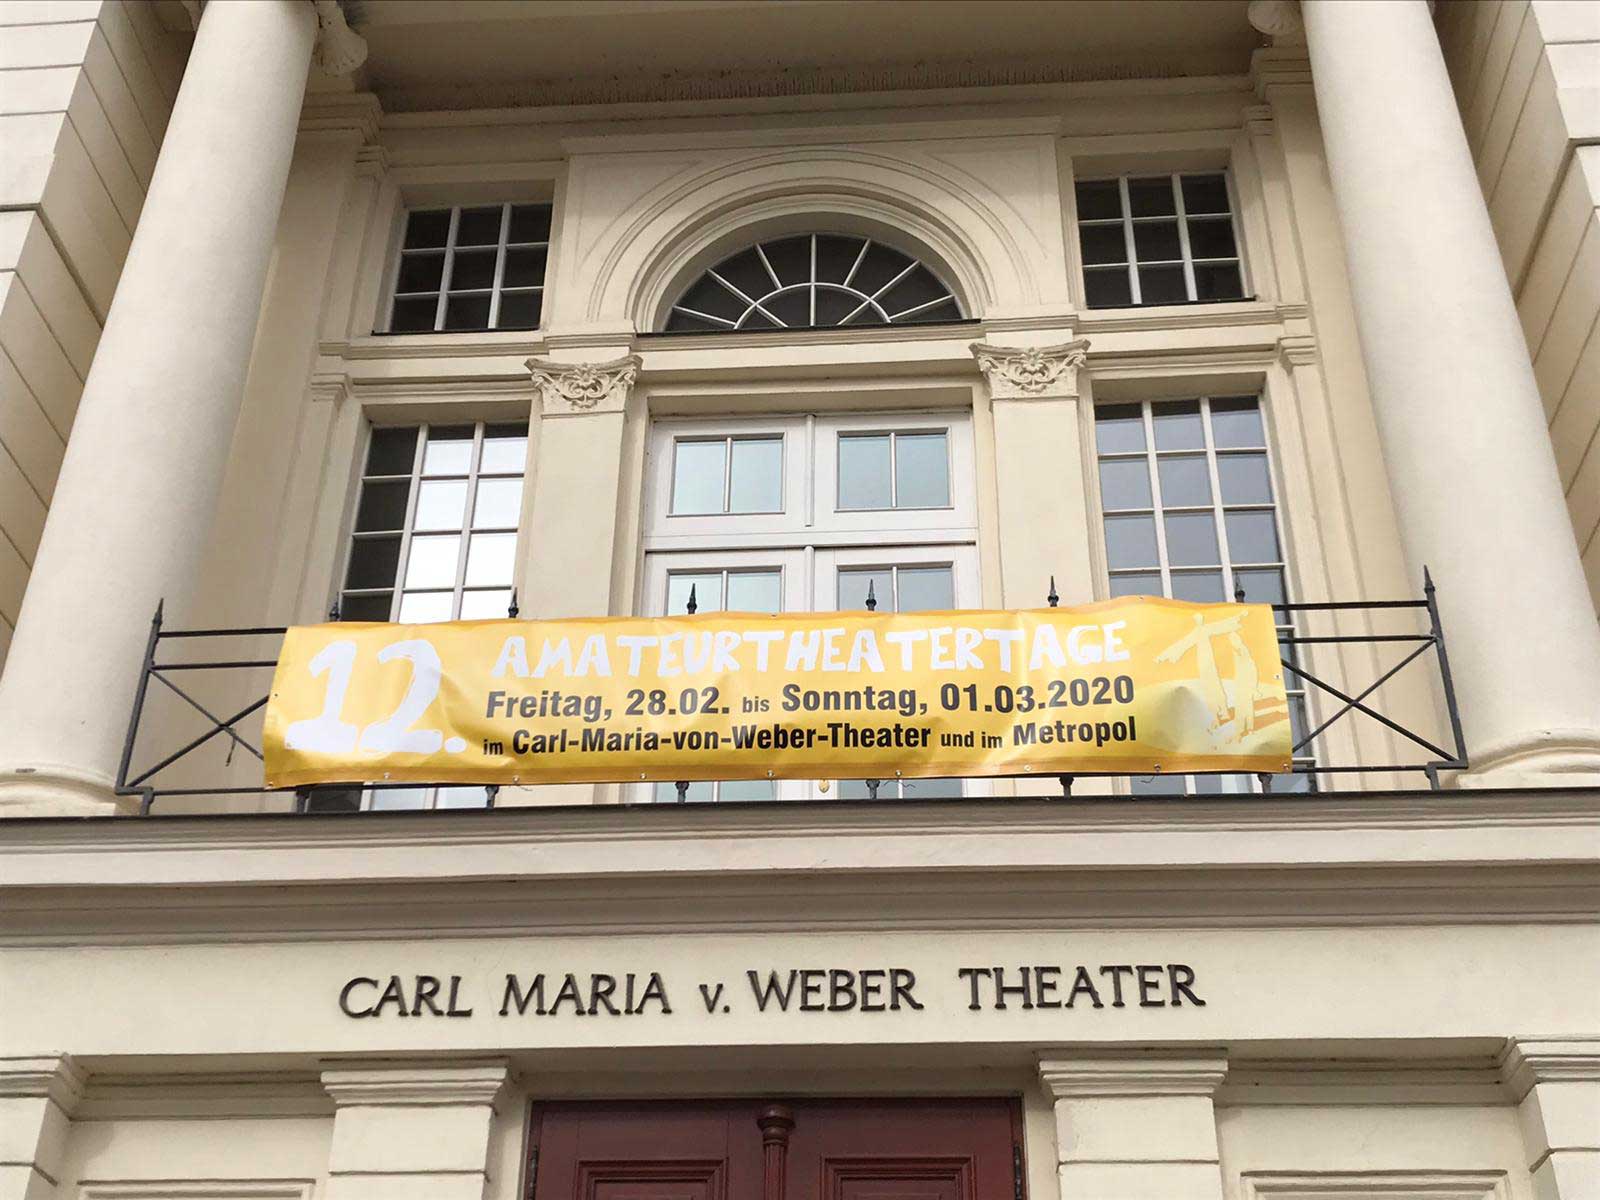 12. AMATEURTHEATERTAGE
Freitag, 28.02. bis Sonntag, 01.03.2020
im Carl-Maria-von-Weber-Theater und im Metropol
CARL MARIA v. WEBER THEATER